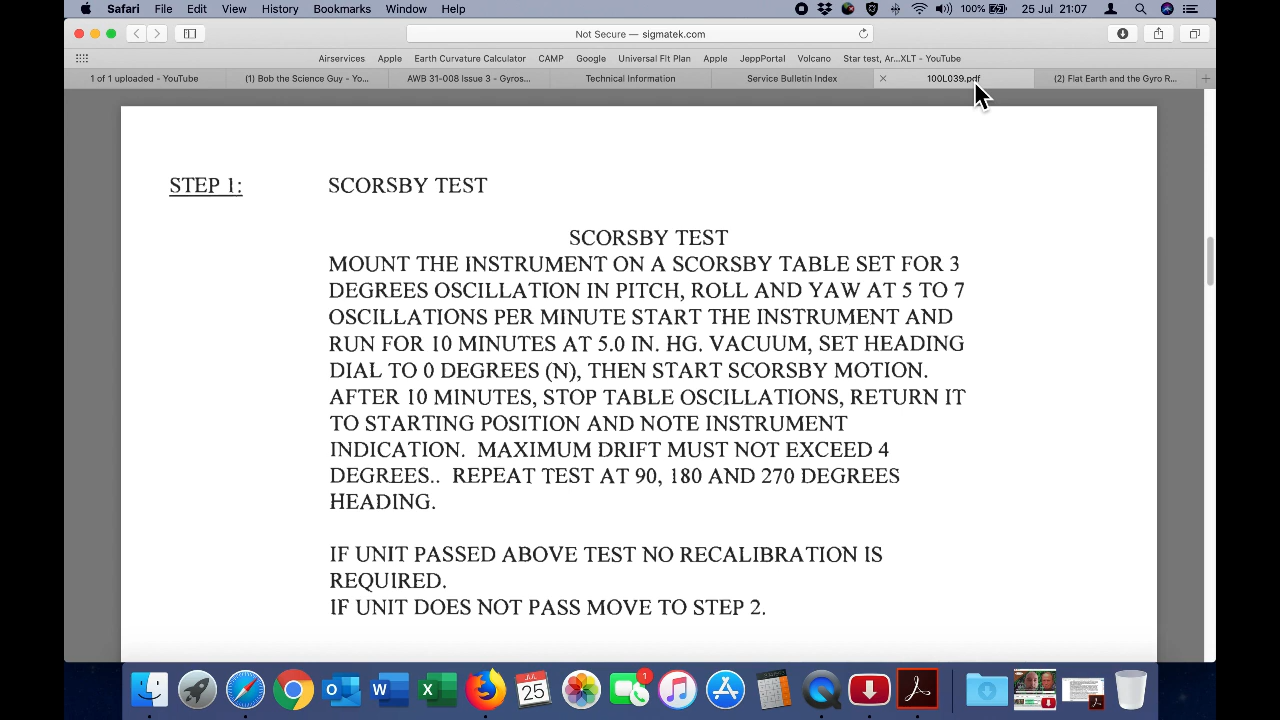 Safari File Edit View History Bookmarks Window Help 100% 25 Jul 21:07
Not Secure — sigmatek.com
Airservices Apple Earth Curvature Calculator CAMP Google Universal Flt Plan Apple JeppPortal Volcano Star test, Ar...XLT - YouTube
1 of 1 uploaded - YouTube (1) Bob the Science Guy - Yo... AWB 31-008 Issue 3 - Gyros... Technical Information Service Bulletin Index 100L039.pdf (2) Flat Earth and the Gyro R...
STEP 1: SCORSBY TEST
SCORSBY TEST
MOUNT THE INSTRUMENT ON A SCORSBY TABLE SET FOR 3
DEGREES OSCILLATION IN PITCH, ROLL AND YAW AT 5 TO 7
OSCILLATIONS PER MINUTE START THE INSTRUMENT AND
RUN FOR 10 MINUTES AT 5.0 IN. HG. VACUUM, SET HEADING
DIAL TO 0 DEGREES (N), THEN START SCORSBY MOTION.
AFTER 10 MINUTES, STOP TABLE OSCILLATIONS, RETURN IT
TO STARTING POSITION AND NOTE INSTRUMENT
INDICATION. MAXIMUM DRIFT MUST NOT EXCEED 4
DEGREES.. REPEAT TEST AT 90, 180 AND 270 DEGREES
HEADING.
IF UNIT PASSED ABOVE TEST NO RECALIBRATION IS
REQUIRED.
IF UNIT DOES NOT PASS MOVE TO STEP 2.
JUL
25
1